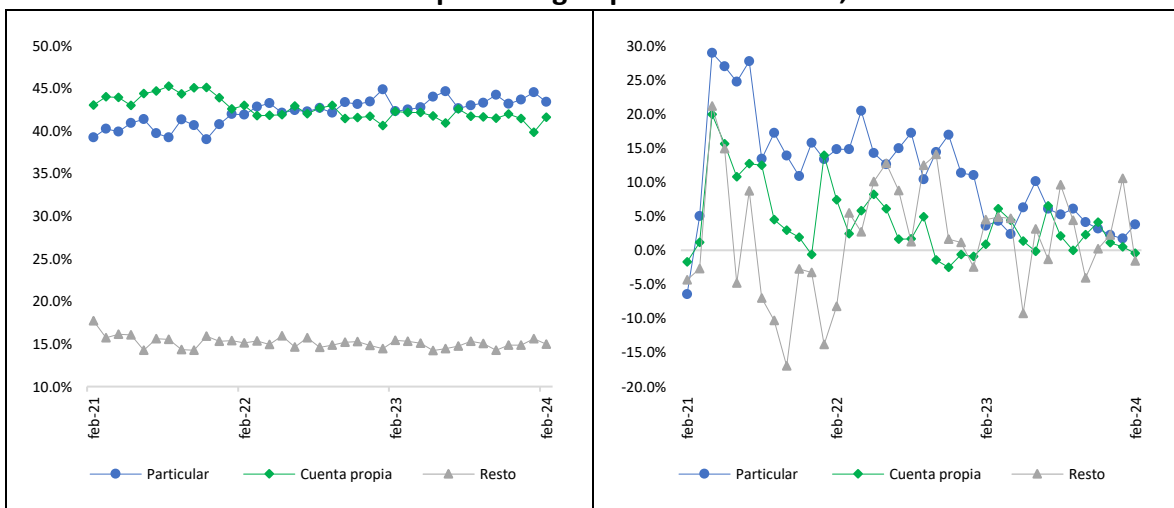 50.0%
45.0%
40.0%
35.0%
30.0%
25.0%
20.0%
15.0%
10.0%
feb-21
feb-22
feb-23
feb-24
Particular
Cuenta propia
Resto
30.0%
25.0%
20.0%
15.0%
10.0%
5.0%
0.0%
-5.0%
-10.0%
-15.0%
-20.0%
feb-21
feb-22
feb-23
feb-24
Particular
Cuenta propia
Resto